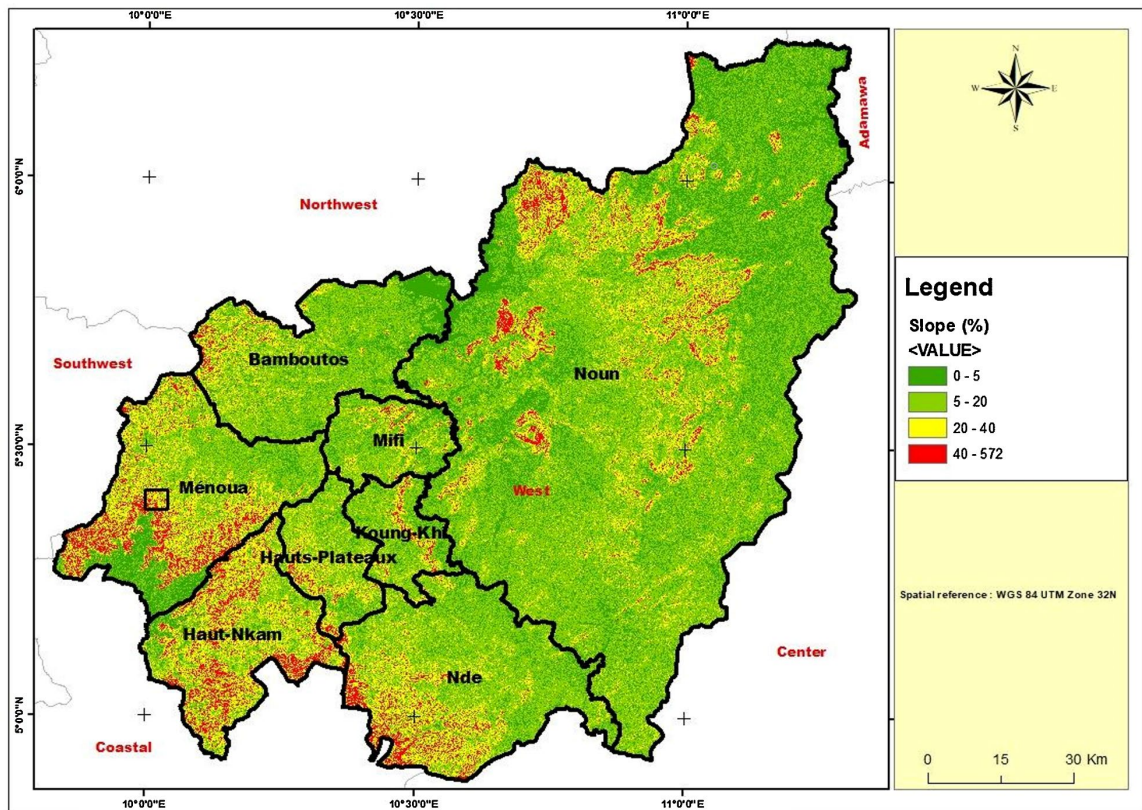 10°0'0"E
10°30'0"E
11°0'0"E
N
W
E
S
Adamawa
6°0'0"N
Northwest
Legend
Slope (%)
<VALUE>
0 - 5
5 - 20
20 - 40
40 - 572
Southwest
Bamboutos
Noun
5°30'0"N
Mifi
Ménoua
West
Koung-Khi
Hauts-Plateaux
Spatial reference : WGS 84 UTM Zone 32N
Haut-Nkam
Center
Nde
5°0'0"N
Coastal
0 15 30 Km
10°0'0"E
10°30'0"E
11°0'0"E